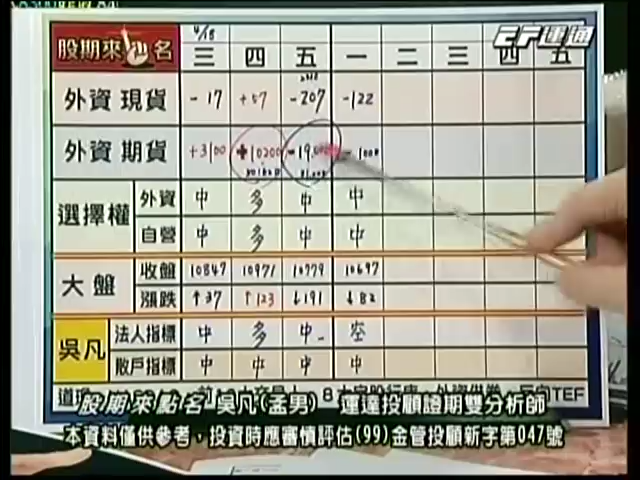 4/18
股期來點名 三 四 五 一 二 三 四 五
外資現貨 -17 +57 -207 -122
外資期貨 +3100 +10200 -19,000 -1000
選擇權 外資 中 多 中 中
自營 中 多 中 中
大盤 收盤 10847 10971 10779 10697
漲跌 ↑37 ↑123 ↓191 ↓82
吳凡 法人指標 中 多 中 空
散戶指標 中 中 中 中
股期來點名 吳凡(孟男) 運達投顧證期雙分析師
本資料僅供參考，投資時應審慎評估(99)金管投顧新字第047號